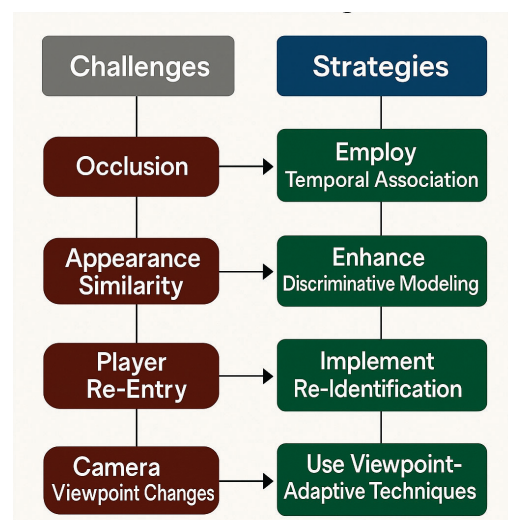 Challenges
Strategies
Occlusion
Employ
Temporal Association
Appearance
Similarity
Enhance
Discriminative Modeling
Player
Re-Entry
Implement
Re-Identification
Camera
Viewpoint Changes
Use Viewpoint-
Adaptive Techniques